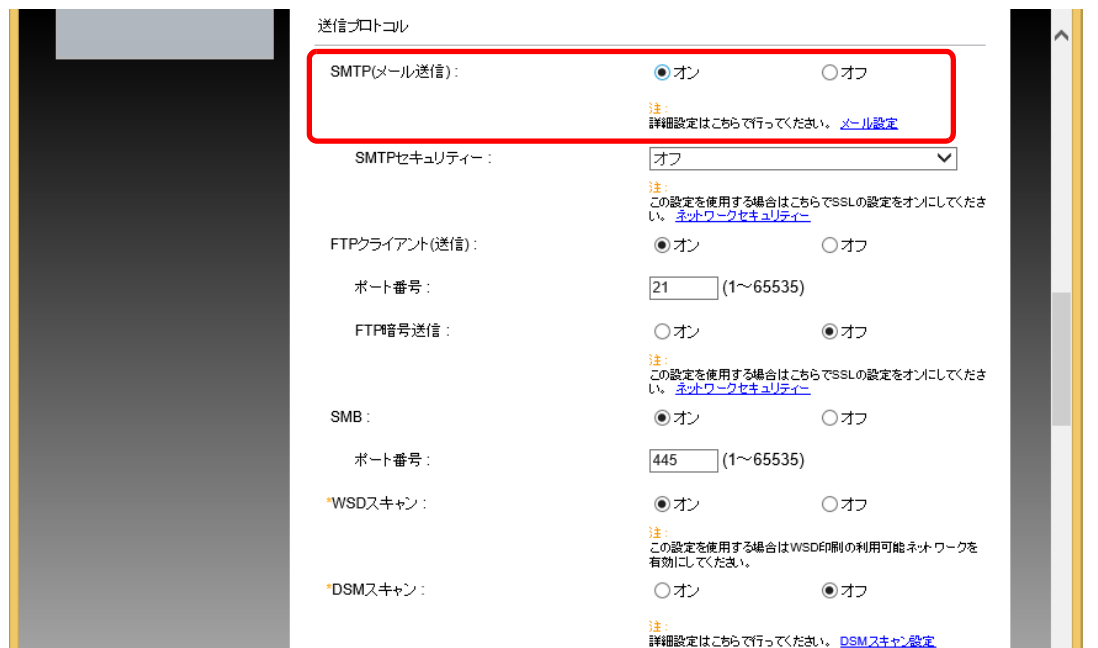 送信プロトコル
SMTP(メール送信) : オン オフ
注 :
詳細設定はこちらで行ってください。 メール設定
SMTPセキュリティー : オフ
注 :
この設定を使用する場合はこちらでSSLの設定をオンにしてくださ
い。 ネットワークセキュリティー
FTPクライアント(送信) : オン オフ
ポート番号 : 21 (1～65535)
FTP暗号送信 : オン オフ
注 :
この設定を使用する場合はこちらでSSLの設定をオンにしてくださ
い。 ネットワークセキュリティー
SMB : オン オフ
ポート番号 : 445 (1～65535)
*WSDスキャン : オン オフ
注 :
この設定を使用する場合はWSD印刷の利用可能ネットワークを
有効にしてください。
*DSMスキャン : オン オフ
注 :
詳細設定はこちらで行ってください。 DSMスキャン設定